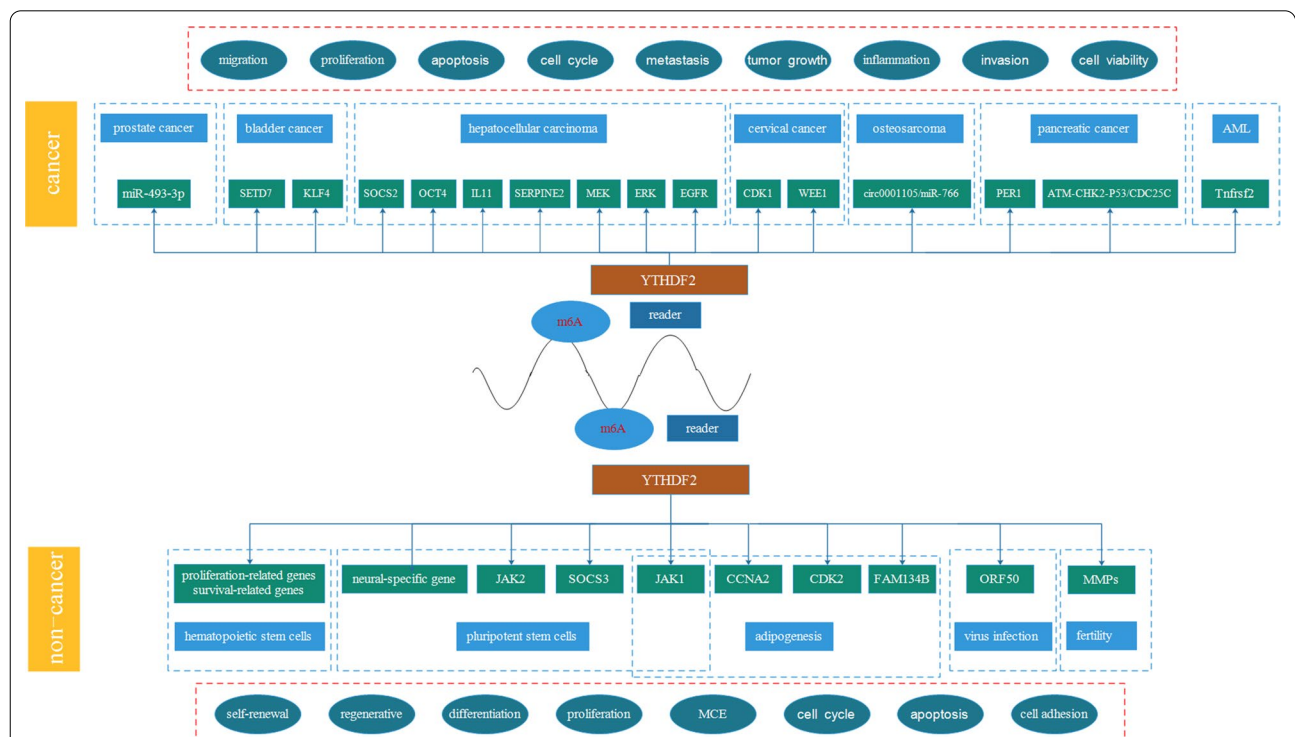 migration proliferation apoptosis cell cycle metastasis tumor growth inflammation invasion cell viability
cancer
prostate cancer bladder cancer hepatocellular carcinoma cervical cancer osteosarcoma pancreatic cancer AML
miR-493-3p SETD7 KLF4 SOCS2 OCT4 IL11 SERPINE2 MEK ERK EGFR CDK1 WEE1 circ0001105/miR-766 PER1 ATM-CHK2-P53/CDC25C Tnfrsf2
YTHDF2
m6A reader
m6A reader
YTHDF2
non-cancer
proliferation-related genes
survival-related genes
neural-specific gene JAK2 SOCS3 JAK1 CCNA2 CDK2 FAM134B ORF50 MMPs
hematopoietic stem cells pluripotent stem cells adipogenesis virus infection fertility
self-renewal regenerative differentiation proliferation MCE cell cycle apoptosis cell adhesion